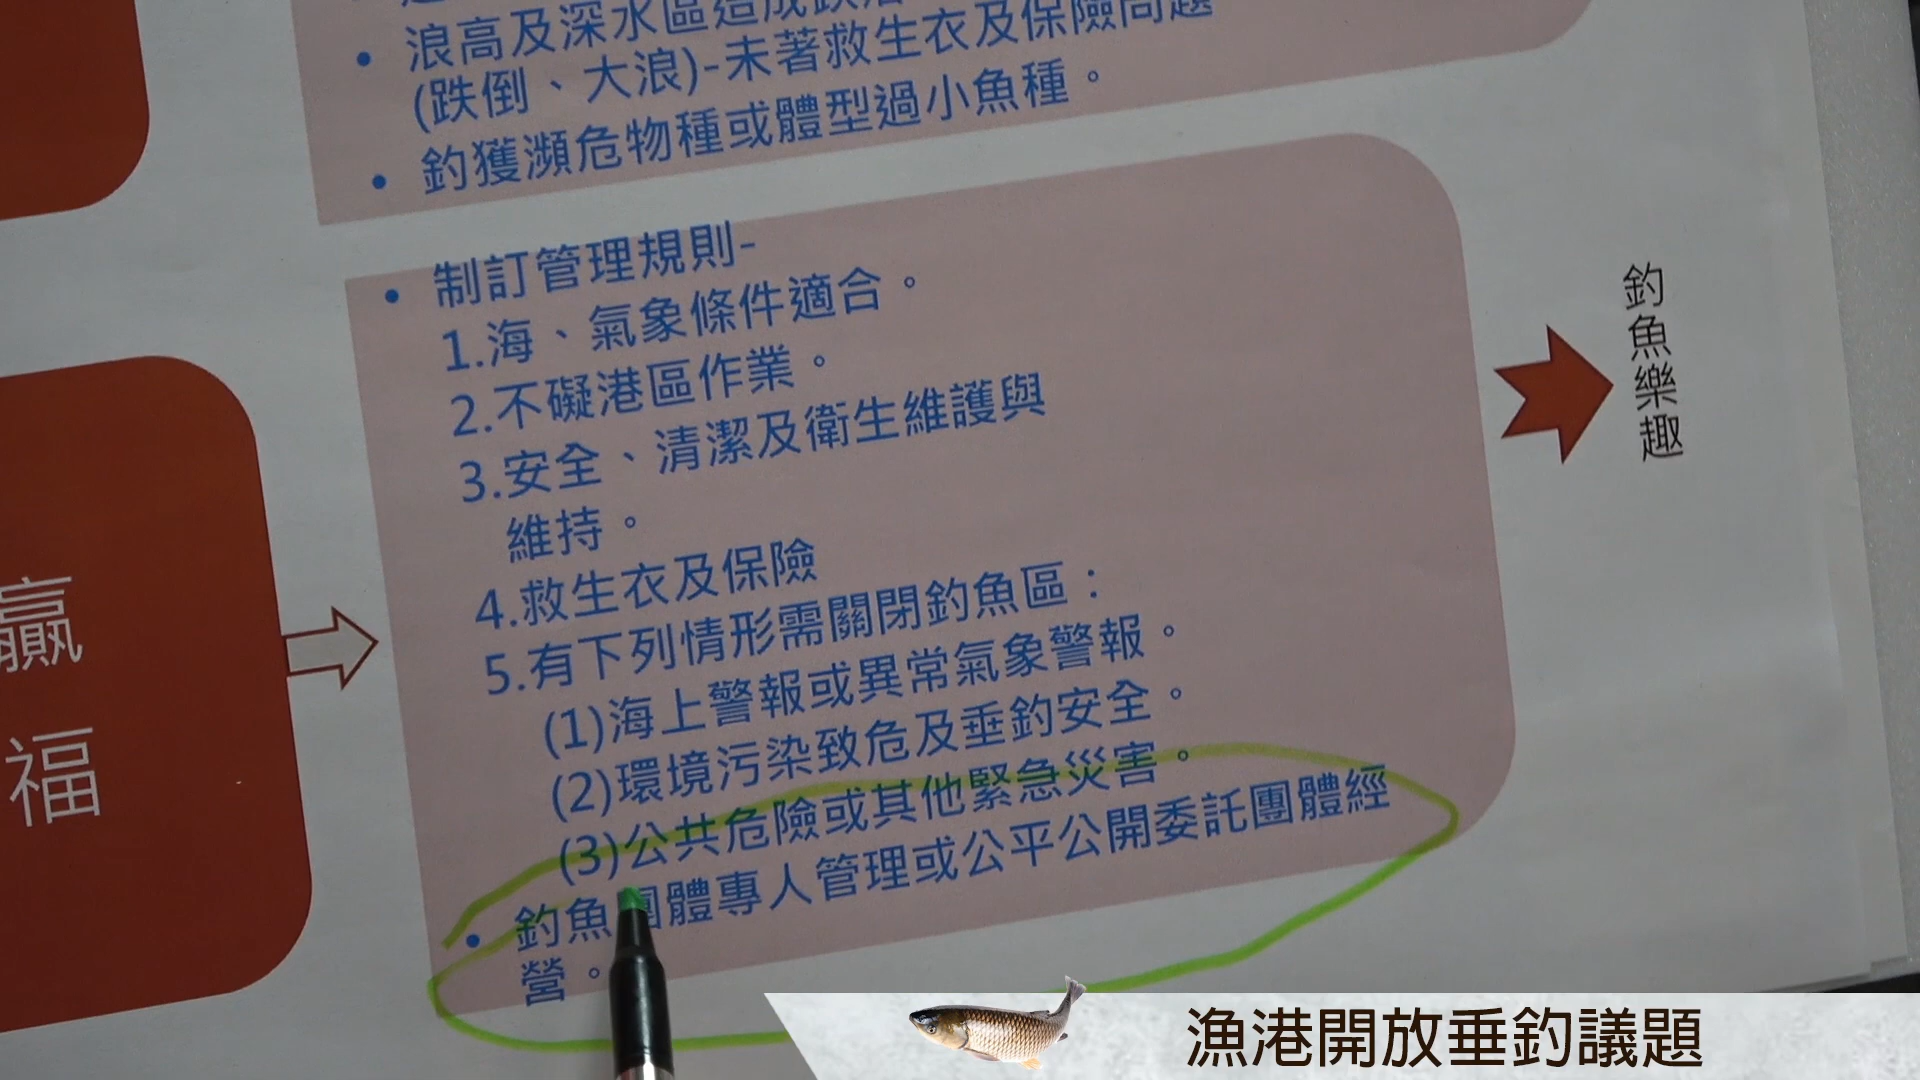 浪高及深水區造成跌落
(跌倒、大浪)-未著救生衣及保險問題
釣獲瀕危物種或體型過小魚種。
制訂管理規則-
1.海、氣象條件適合。
2.不礙港區作業。
3.安全、清潔及衛生維護與
維持。
4.救生衣及保險
5.有下列情形需關閉釣魚區：
(1)海上警報或異常氣象警報。
(2)環境污染致危及垂釣安全。
(3)公共危險或其他緊急災害。
釣魚團體專人管理或公平公開委託團體經
營。
贏
福
釣魚樂趣
漁港開放垂釣議題